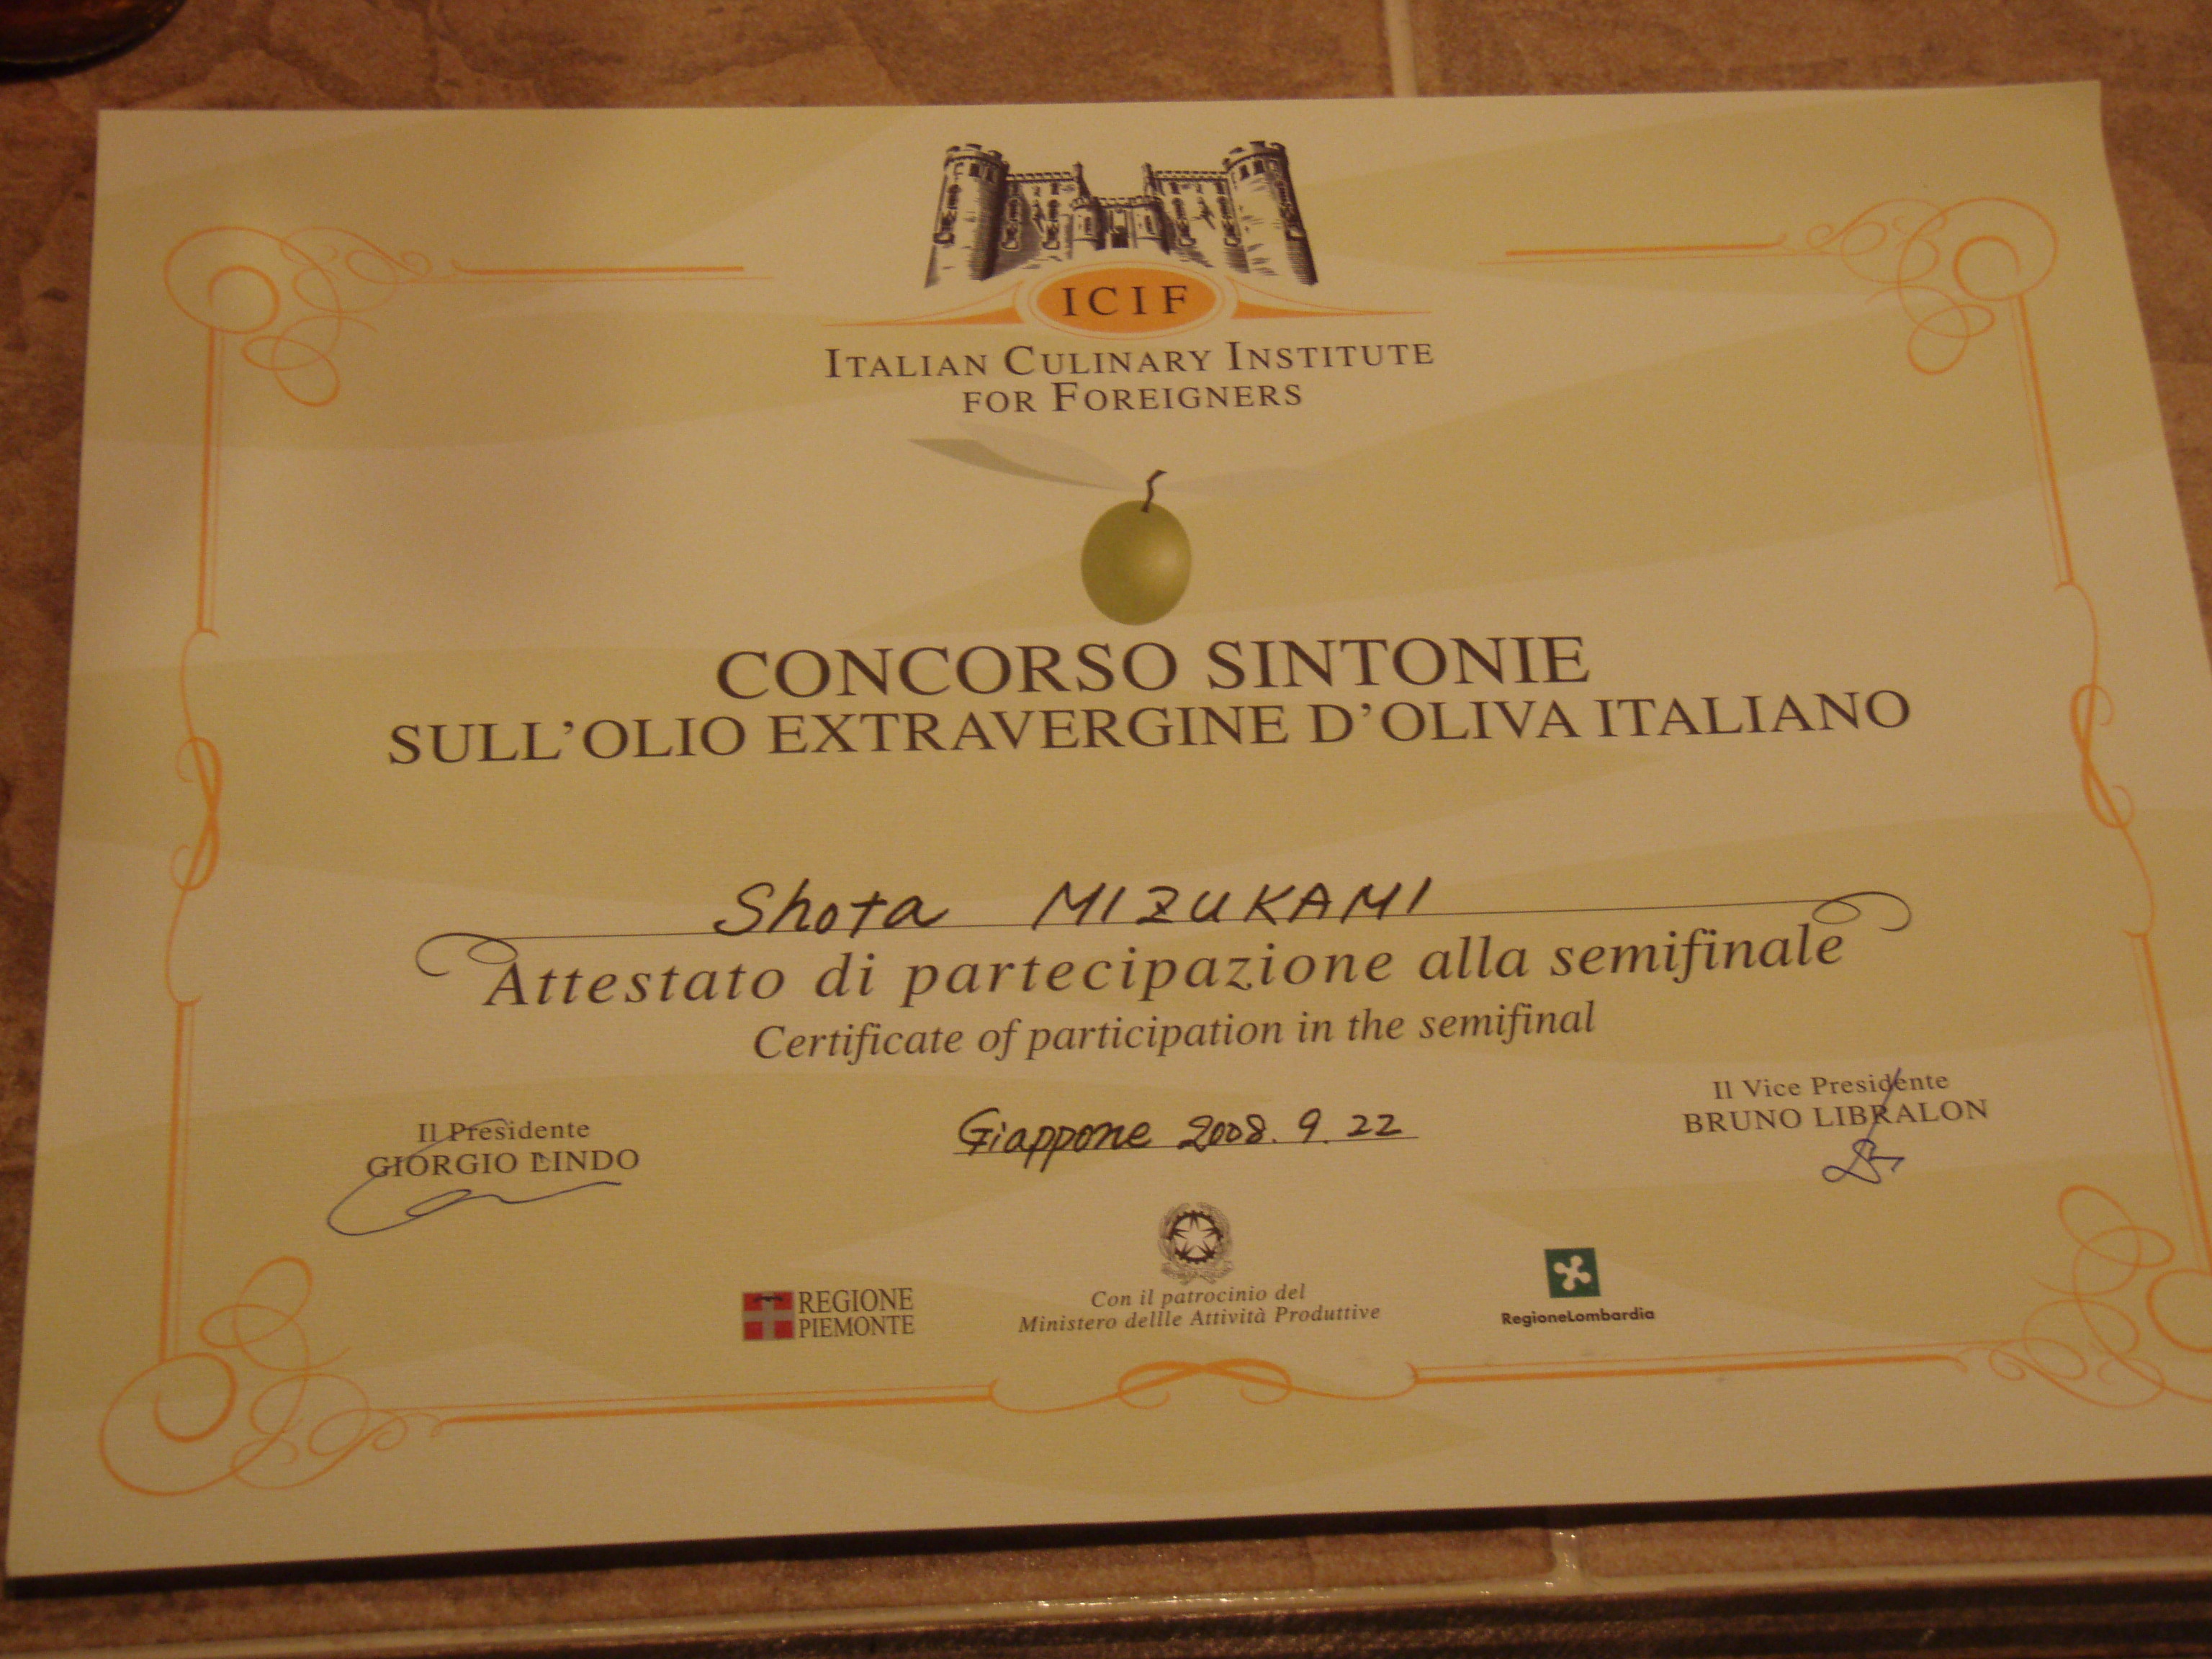 ICIF
ITALIAN CULINARY INSTITUTE
FOR FOREIGNERS
CONCORSO SINTONIE
SULL'OLIO EXTRAVERGINE D'OLIVA ITALIANO
Shota MIZUKAMI
Attestato di partecipazione alla semifinale
Certificate of participation in the semifinal
Il Presidente
GIORGIO LINDO
Giappone 2008. 9. 22
Il Vice Presidente
BRUNO LIBRALON
REGIONE
PIEMONTE
Con il patrocinio del
Ministero dellle Attività Produttive
RegioneLombardia